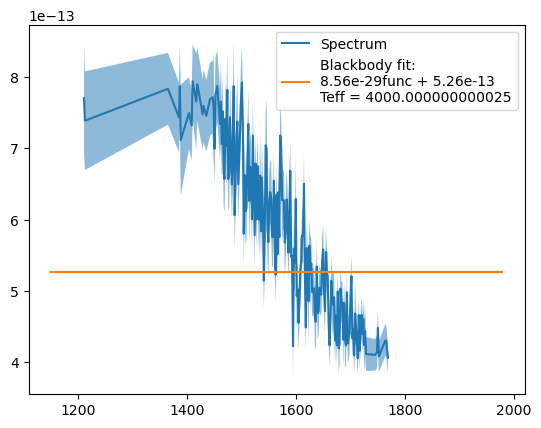 1e−13
Spectrum
Blackbody fit:
8.56e-29func + 5.26e-13
Teff = 4000.000000000025
8
7
6
5
4
1200
1400
1600
1800
2000